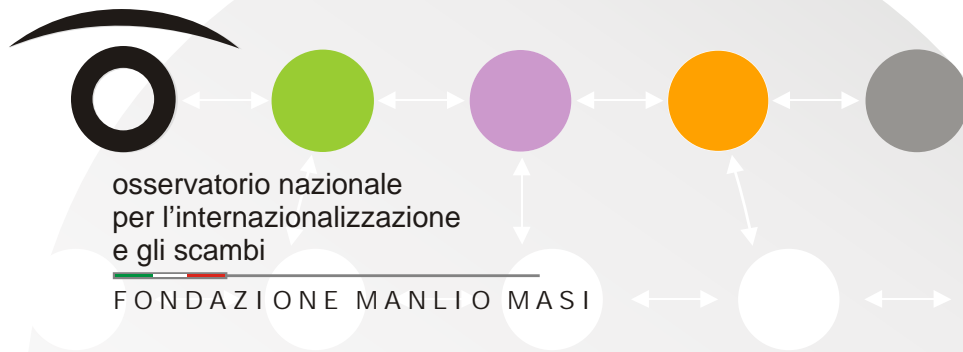 osservatorio nazionale
per l'internazionalizzazione
e gli scambi
FONDAZIONE MANLIO MASI